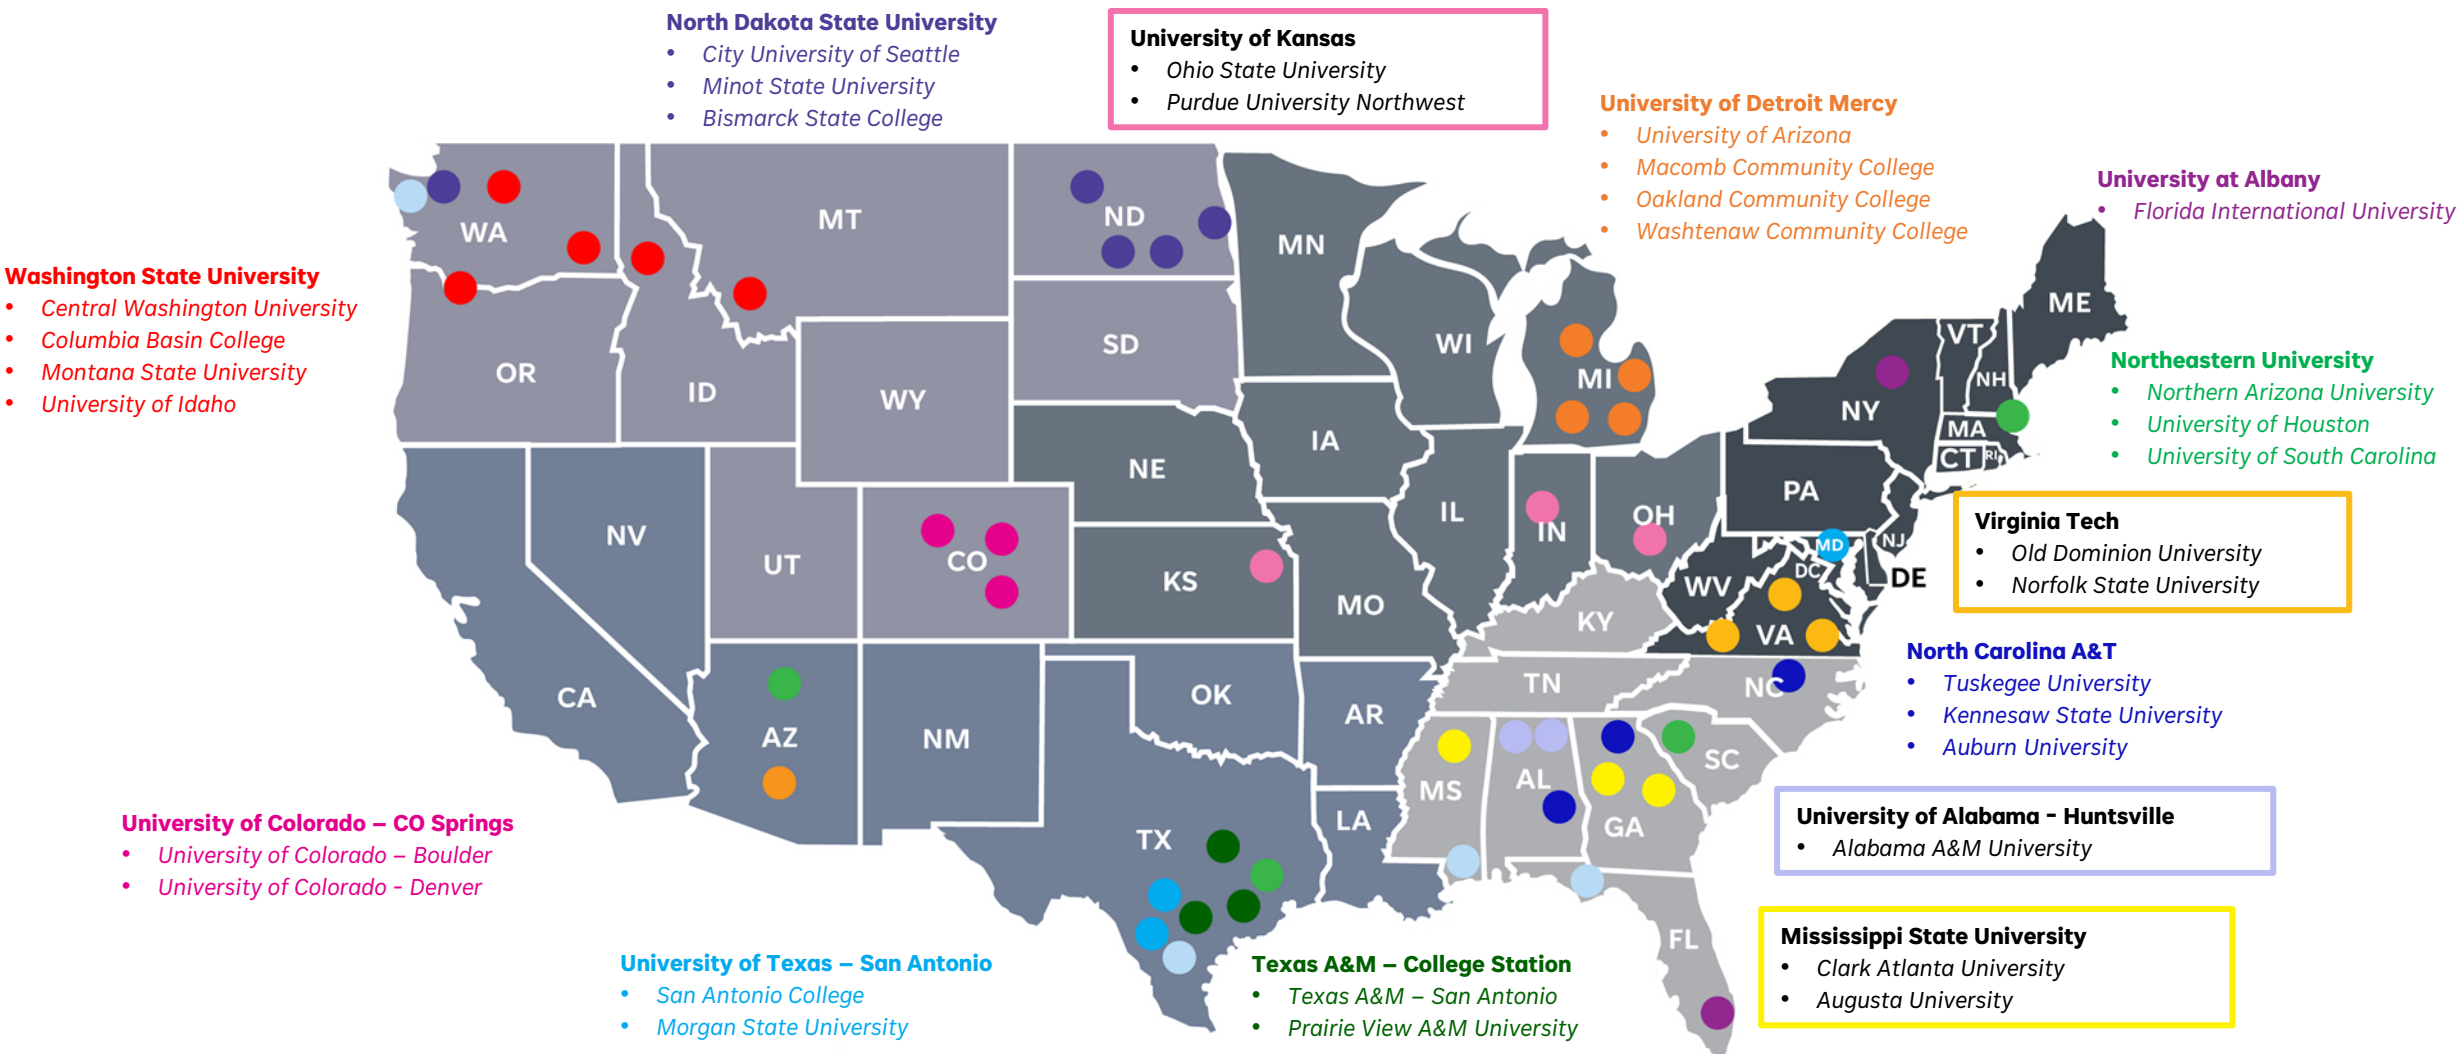 North Dakota State University
• City University of Seattle
• Minot State University
• Bismarck State College
University of Kansas
• Ohio State University
• Purdue University Northwest
University of Detroit Mercy
• University of Arizona
• Macomb Community College
• Oakland Community College
• Washtenaw Community College
University at Albany
• Florida International University
Washington State University
• Central Washington University
• Columbia Basin College
• Montana State University
• University of Idaho
Northeastern University
• Northern Arizona University
• University of Houston
• University of South Carolina
Virginia Tech
• Old Dominion University
• Norfolk State University
North Carolina A&T
• Tuskegee University
• Kennesaw State University
• Auburn University
University of Alabama - Huntsville
• Alabama A&M University
Mississippi State University
• Clark Atlanta University
• Augusta University
University of Colorado – CO Springs
• University of Colorado – Boulder
• University of Colorado - Denver
University of Texas – San Antonio
• San Antonio College
• Morgan State University
Texas A&M – College Station
• Texas A&M – San Antonio
• Prairie View A&M University
WA
MT
ND
MN
OR
ID
WY
SD
WI
MI
VT
NH
ME
NY
MA
CT
RI
NE
IA
IL
IN
OH
PA
NJ
MD
DC
DE
NV
UT
CO
KS
MO
KY
WV
VA
CA
AZ
NM
OK
AR
TN
NC
TX
LA
MS
AL
GA
SC
FL